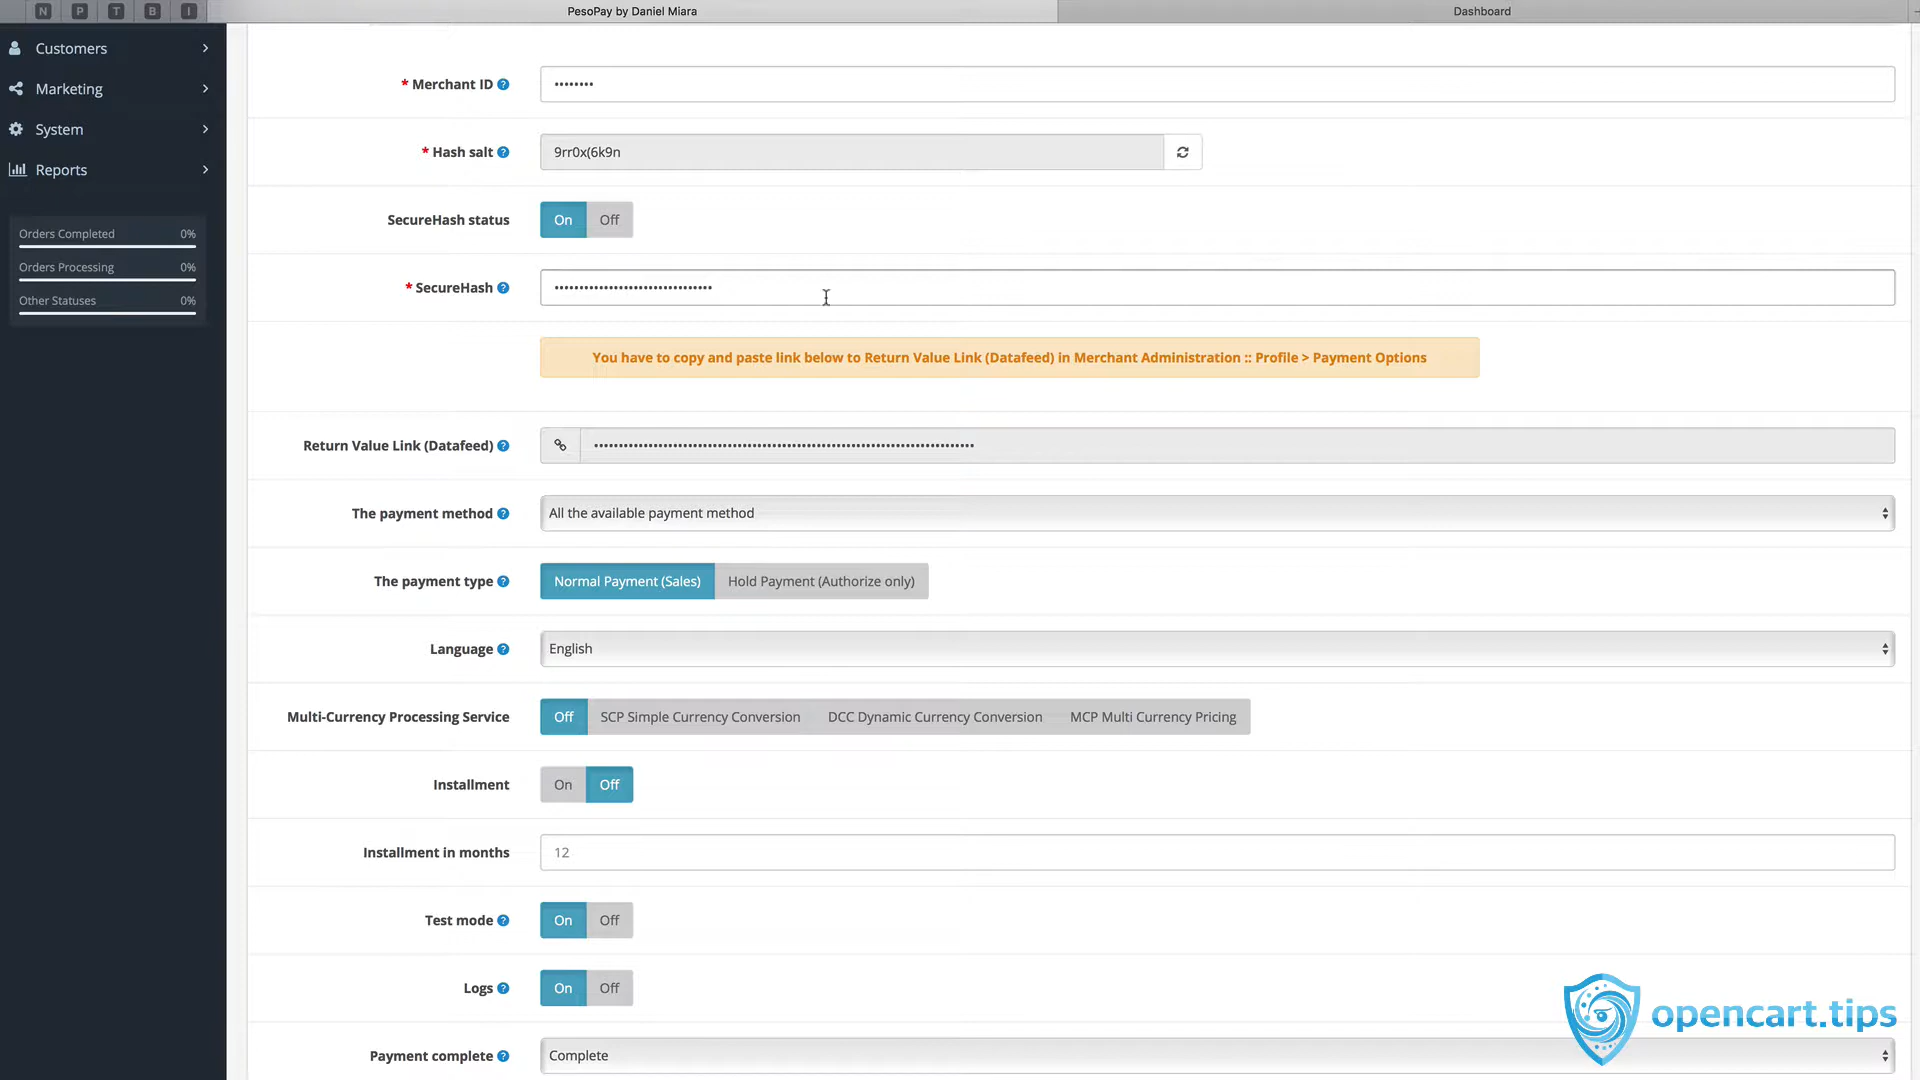 N P T B I
PesoPay by Daniel Miara
Dashboard
Customers
Marketing
System
Reports
Orders Completed 0%
Orders Processing 0%
Other Statuses 0%
* Merchant ID ••••••••
* Hash salt 9rr0x(6k9n
SecureHash status On Off
* SecureHash
You have to copy and paste link below to Return Value Link (Datafeed) in Merchant Administration :: Profile > Payment Options
Return Value Link (Datafeed)
The payment method All the available payment method
The payment type Normal Payment (Sales) Hold Payment (Authorize only)
Language English
Multi-Currency Processing Service Off SCP Simple Currency Conversion DCC Dynamic Currency Conversion MCP Multi Currency Pricing
Installment On Off
Installment in months 12
Test mode On Off
Logs On Off
Payment complete Complete
opencart.tips